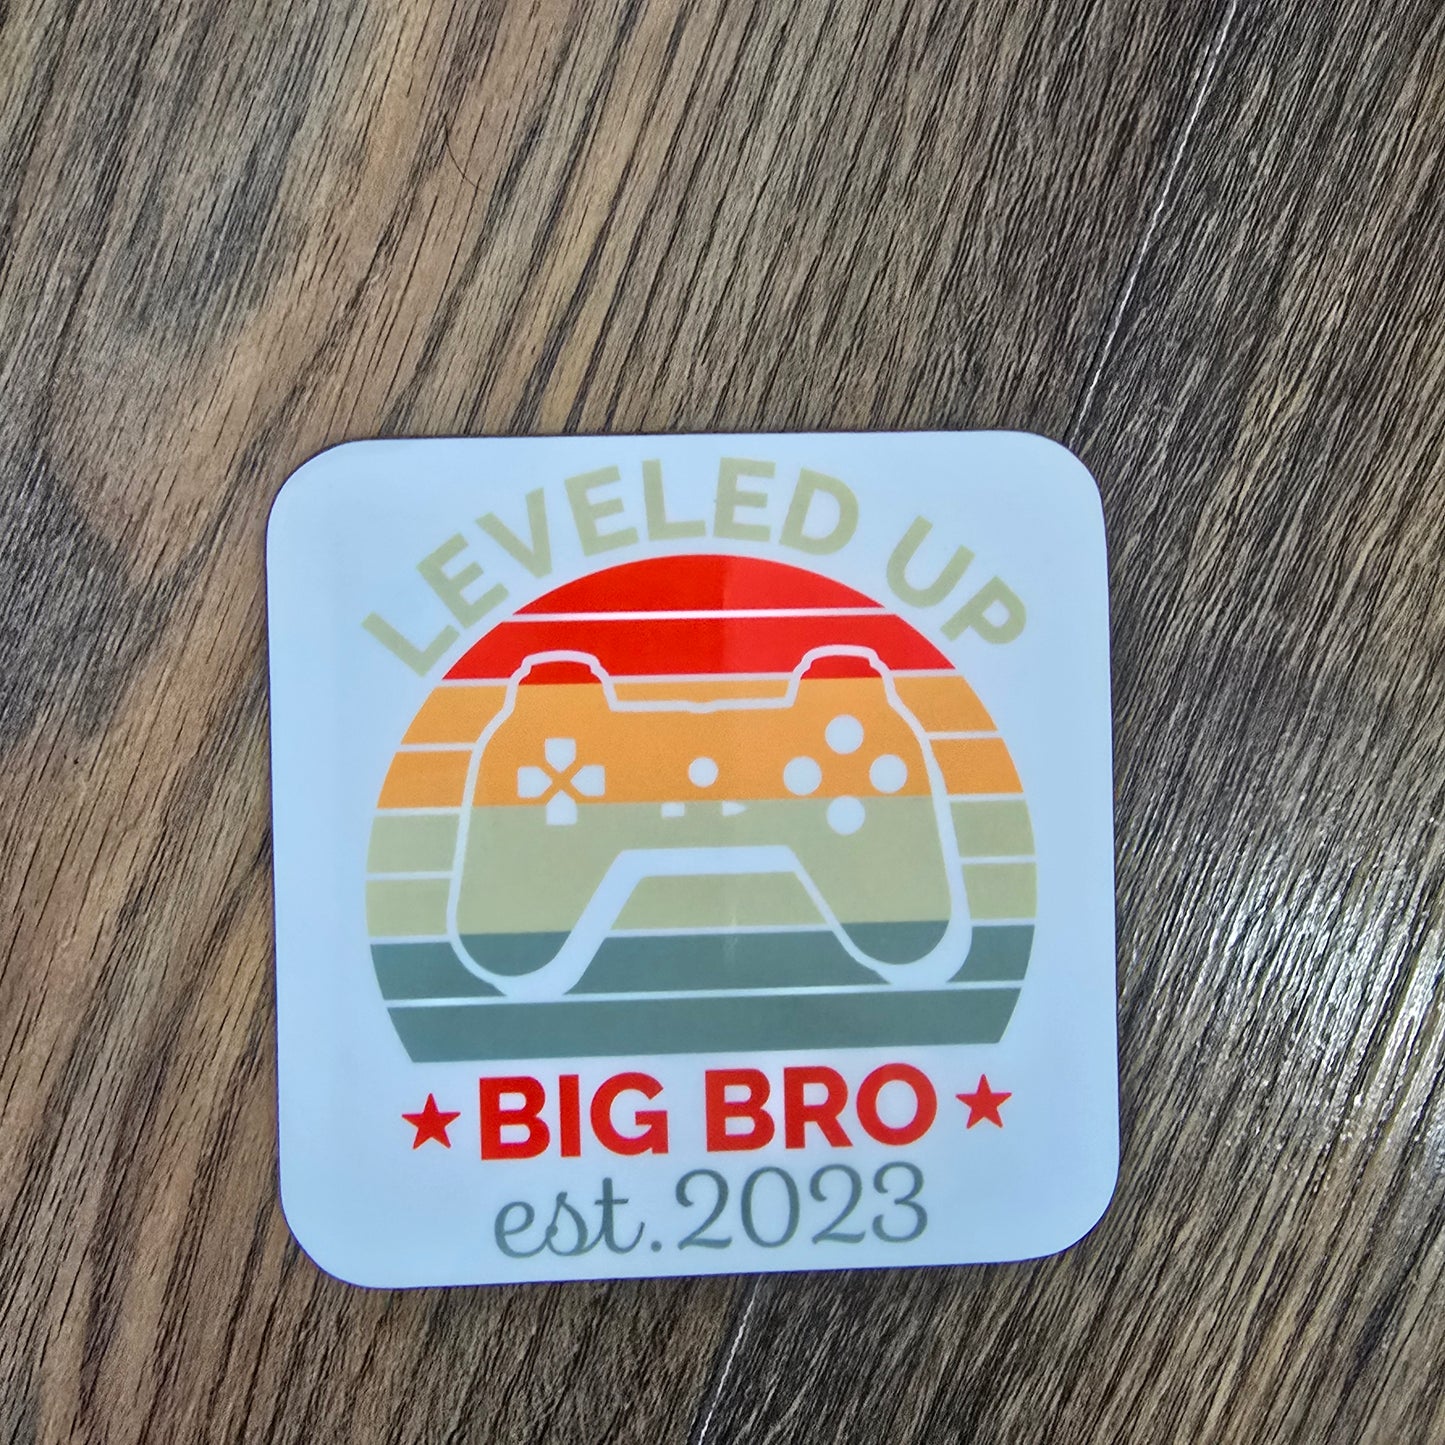 LEVELED UP
★ BIG BRO ★
est. 2023